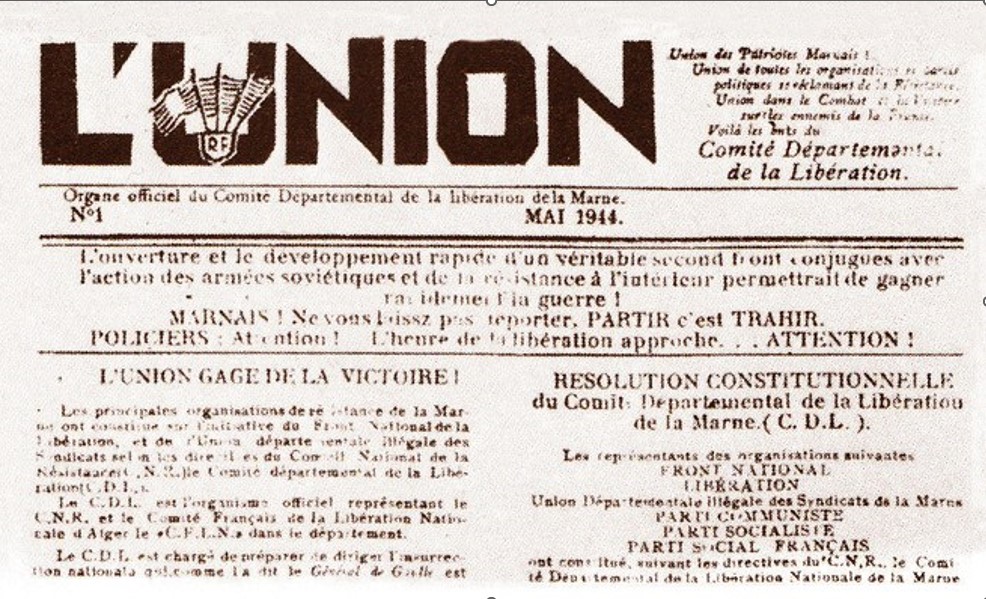 L'UNION
RF
Union des Patriotes Marnais !
Union de toutes les organisations et partis
politiques se réclamant de la Résistance.
Union dans le Combat et la Victoire
sur les ennemis de la France.
Voilà les buts du
Comité Départemental
de la Libération.
Organe officiel du Comité Départemental de la libération de la Marne.
N°1 MAI 1944.
L'ouverture et le développement rapide d'un véritable second front conjugués avec
l'action des armées soviétiques et de la résistance à l'intérieur permettrait de gagner
rapidement la guerre !
MARNAIS ! Ne vous laissz pas déporter, PARTIR c'est TRAHIR.
POLICIERS : Attention ! L'heure de la libération approche. . . ATTENTION !
L'UNION GAGE DE LA VICTOIRE !
Les principales organisations de résistance de la Mar-
ne ont constitué sur l'initiative du Front National de la
Libération, et de l'Union départementale illégale des
Syndicats selon les directives du Conseil National de la
Résistance (C.N.R.) le Comité départemental de la Libé-
ration (C.D.L.).
Le C.D.L. est l'organisme officiel représentant le
C.N.R. et le Comité Français de la Libération Natio-
nale d'Alger le «C.F.L.N.» dans le département.
Le C.D.L. est chargé de préparer de diriger l'insurrec-
tion nationale qui, comme l'a dit le Général de Gaulle est
RESOLUTION CONSTITUTIONNELLE
du Comité Départemental de la Libération
de la Marne.( C. D.L. ).
Les représentants des organisations suivantes
FRONT NATIONAL
LIBÉRATION
Union Départementale illégale des Syndicats de la Marne
PARTI COMMUNISTE
PARTI SOCIALISTE
PARTI SOCIAL FRANÇAIS
ont constitué, suivant les directives du C.N.R., le Comi-
té Départemental de la Libération Nationale de la Marne